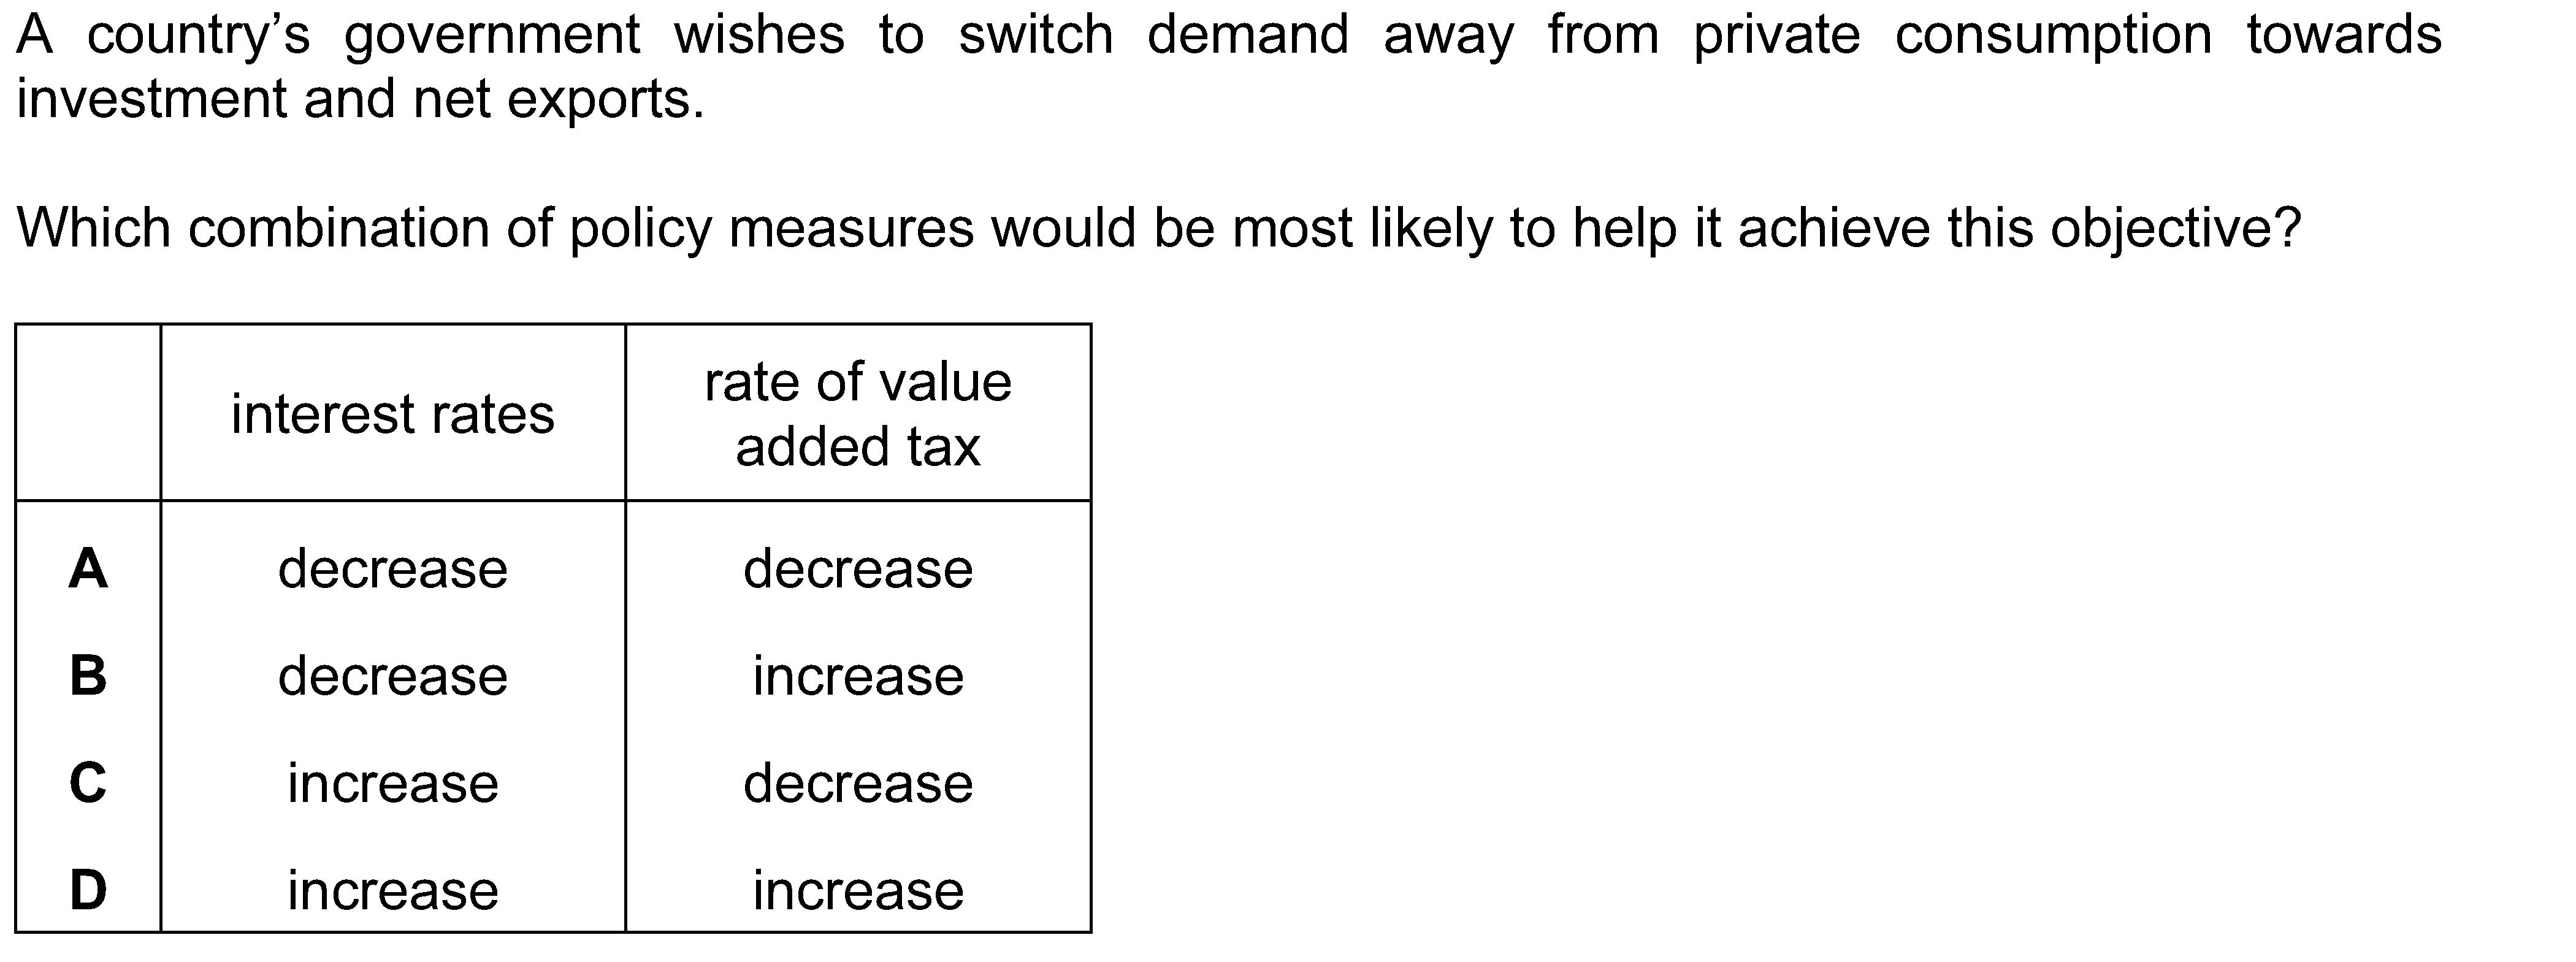 A country’s government wishes to switch demand away from private consumption towards
investment and net exports.
Which combination of policy measures would be most likely to help it achieve this objective?
interest rates
rate of value
added tax
A decrease decrease
B decrease increase
C increase decrease
D increase increase